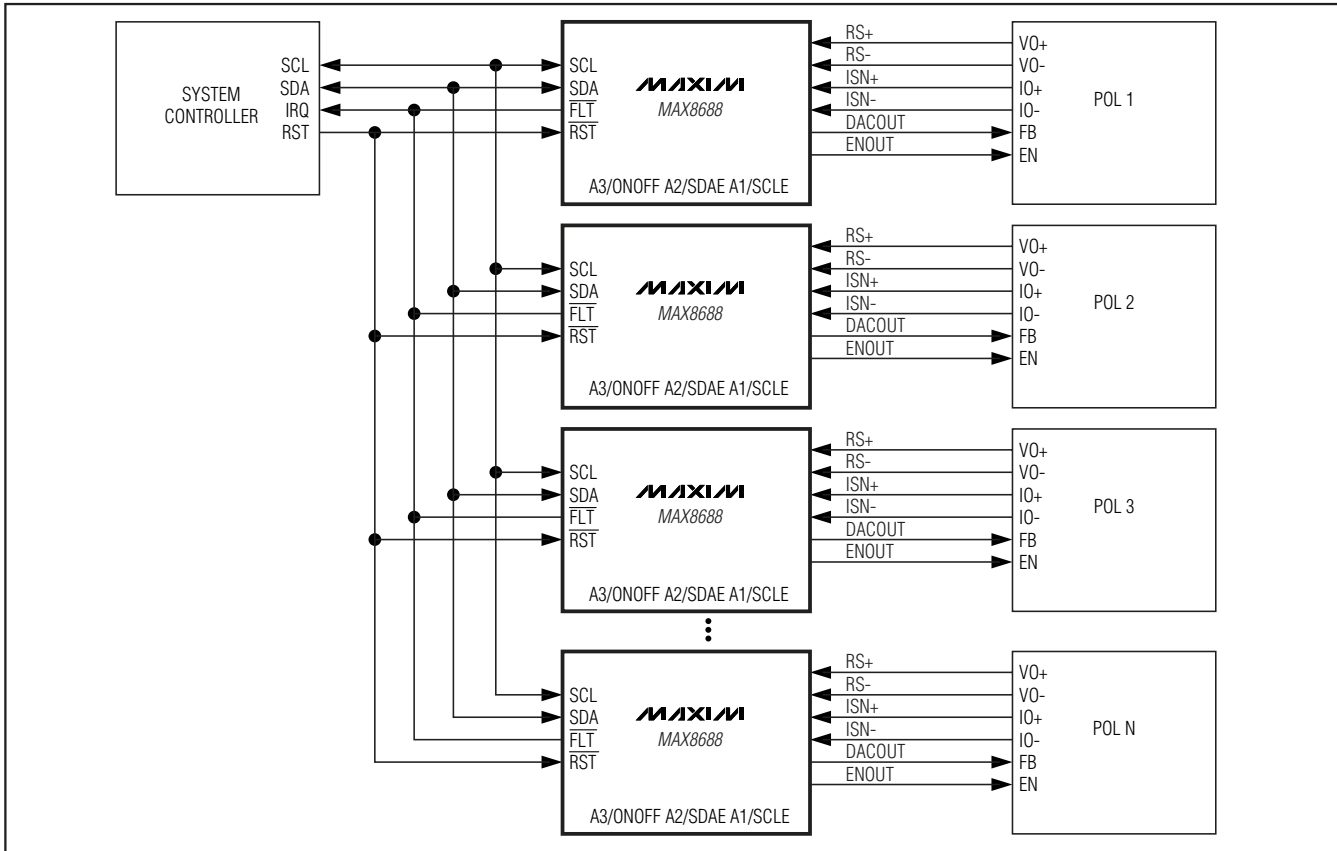 SYSTEM
CONTROLLER
SCL
SDA
IRQ
RST
SCL
SDA
FLT
RST
MAXIM
MAX8688
A3/ONOFF A2/SDAE A1/SCLE
RS+
RS-
ISN+
ISN-
DACOUT
ENOUT
VO+
VO-
IO+
IO-
FB
EN
POL 1
SCL
SDA
FLT
RST
MAXIM
MAX8688
A3/ONOFF A2/SDAE A1/SCLE
RS+
RS-
ISN+
ISN-
DACOUT
ENOUT
VO+
VO-
IO+
IO-
FB
EN
POL 2
SCL
SDA
FLT
RST
MAXIM
MAX8688
A3/ONOFF A2/SDAE A1/SCLE
RS+
RS-
ISN+
ISN-
DACOUT
ENOUT
VO+
VO-
IO+
IO-
FB
EN
POL 3
SCL
SDA
FLT
RST
MAXIM
MAX8688
A3/ONOFF A2/SDAE A1/SCLE
RS+
RS-
ISN+
ISN-
DACOUT
ENOUT
VO+
VO-
IO+
IO-
FB
EN
POL N